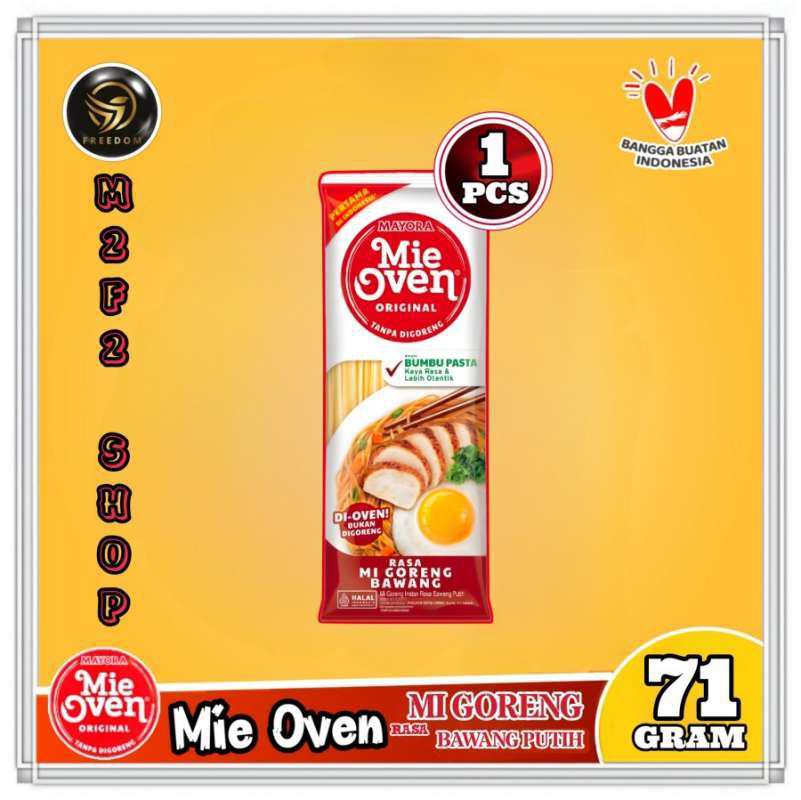 FREEDOM
M2F2 SHOP
1
PCS
BANGGA BUATAN
INDONESIA
PERTAMA
DI INDONESIA!
MAYORA
Mie
Oven
ORIGINAL
TANPA DIGORENG
BUMBU PASTA
Kaya Rasa &
Lebih Otentik
DI-OVEN!
BUKAN
DIGORENG
RASA
MI GORENG
BAWANG
HALAL
INDONESIA
Mi Goreng Instan Rasa Bawang Putih
MAYORA
Mie
Oven
ORIGINAL
TANPA DIGORENG
Mie Oven
RASA
MI GORENG
BAWANG PUTIH
71
GRAM